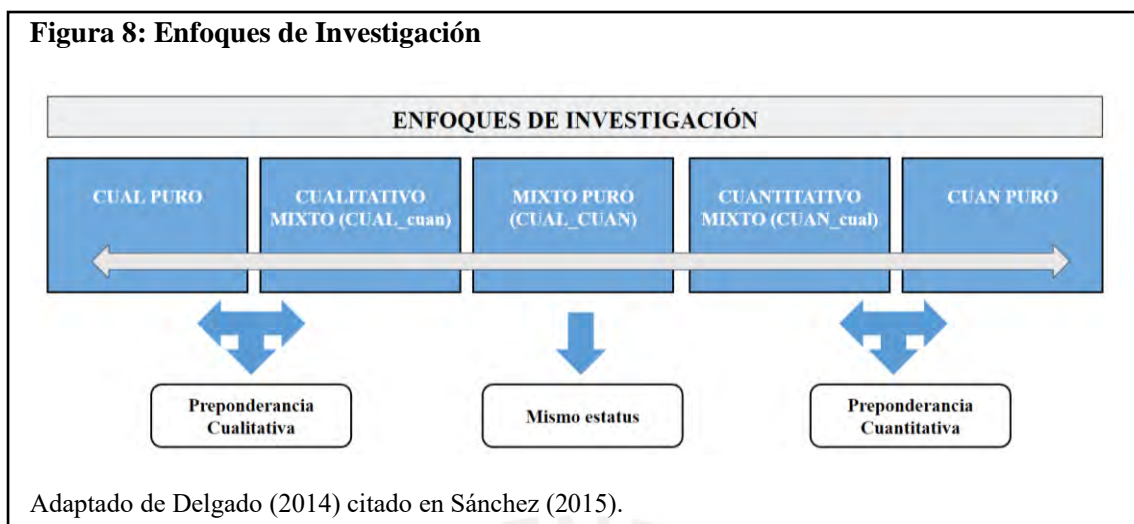 Figura 8: Enfoques de Investigación
ENFOQUES DE INVESTIGACIÓN
CUAL PURO
CUALITATIVO
MIXTO (CUAL_cuan)
MIXTO PURO
(CUAL_CUAN)
CUANTITATIVO
MIXTO (CUAN_cual)
CUAN PURO
Preponderancia
Cualitativa
Mismo estatus
Preponderancia
Cuantitativa
Adaptado de Delgado (2014) citado en Sánchez (2015).